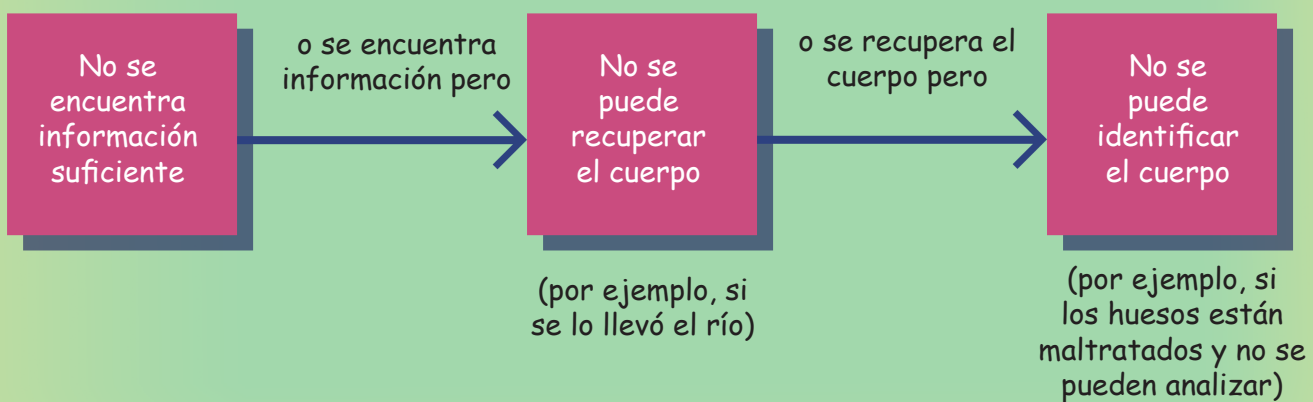 No se
encuentra
información
suficiente
o se encuentra
información pero
No se
puede
recuperar
el cuerpo
(por ejemplo, si
se lo llevó el río)
o se recupera el
cuerpo pero
No se
puede
identificar
el cuerpo
(por ejemplo, si
los huesos están
maltratados y no se
pueden analizar)